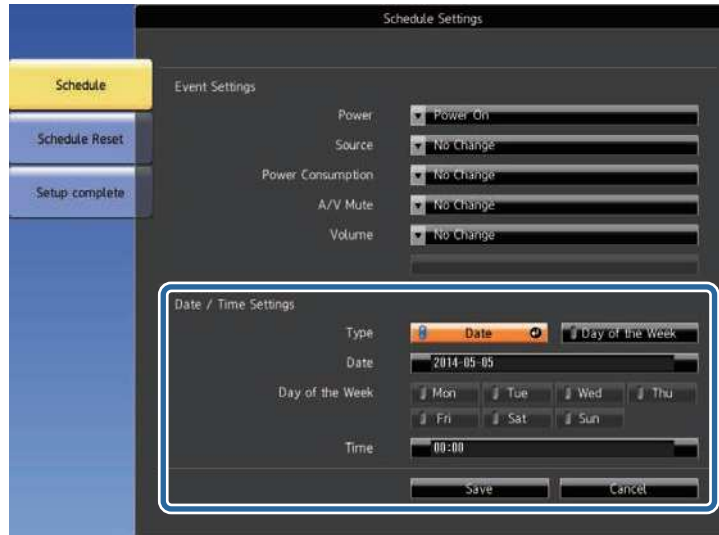 Schedule Settings
Schedule
Schedule Reset
Setup complete
Event Settings
Power Power On
Source No Change
Power Consumption No Change
A/V Mute No Change
Volume No Change
Date / Time Settings
Type Date Day of the Week
Date 2014-05-05
Day of the Week Mon Tue Wed Thu
Fri Sat Sun
Time 00:00
Save Cancel